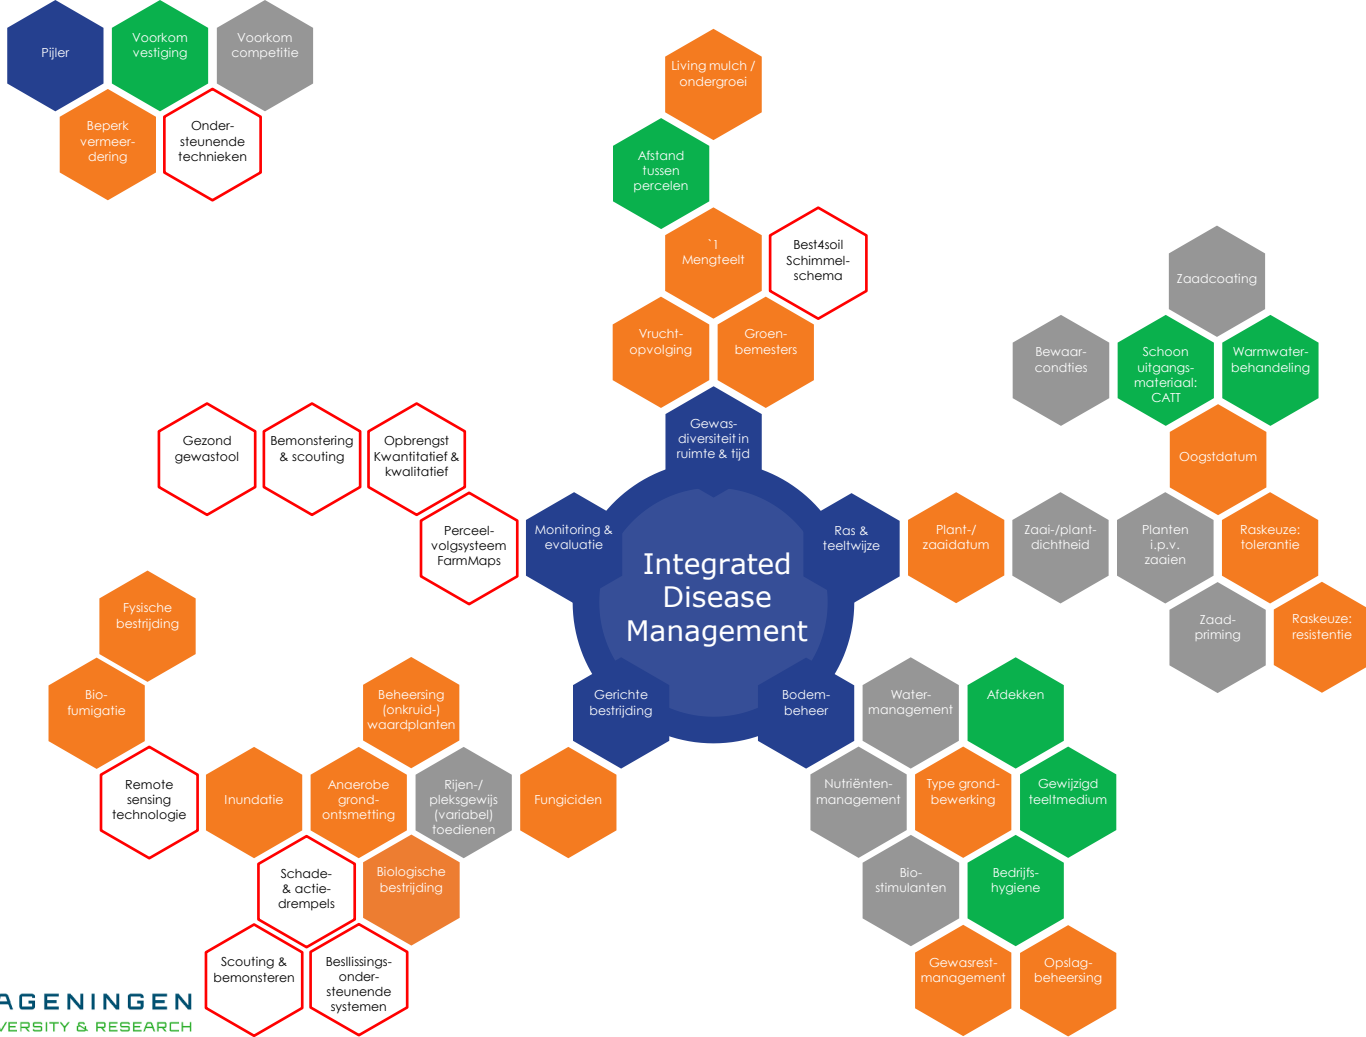 Pijler
Voorkom
vestiging
Voorkom
competitie
Beperk
vermeer-
dering
Onder-
steunende
technieken
Living mulch /
ondergroei
Afstand
tussen
percelen
`1
Mengteelt
Best4soil
Schimmel-
schema
Vrucht-
opvolging
Groen-
bemesters
Gewas-
diversiteit in
ruimte & tijd
Zaadcoating
Bewaar-
condties
Schoon
uitgangs-
materiaal:
CATT
Warmwater-
behandeling
Oogstdatum
Gezond
gewastool
Bemonstering
& scouting
Opbrengst
Kwantitatief &
kwalitatief
Perceel-
volgsysteem
FarmMaps
Monitoring &
evaluatie
Integrated
Disease
Management
Ras &
teeltwijze
Plant-/
zaaidatum
Zaai-/plant-
dichtheid
Planten
i.p.v.
zaaien
Raskeuze:
tolerantie
Zaad-
priming
Raskeuze:
resistentie
Fysische
bestrijding
Bio-
fumigatie
Beheersing
(onkruid-)
waardplanten
Gerichte
bestrijding
Bodem-
beheer
Water-
management
Afdekken
Remote
sensing
technologie
Inundatie
Anaerobe
grond-
ontsmetting
Rijen-/
pleksgewijs
(variabel)
toedienen
Fungiciden
Nutriënten-
management
Type grond-
bewerking
Gewijzigd
teeltmedium
Schade-
& actie-
drempels
Biologische
bestrijding
Bio-
stimulanten
Bedrijfs-
hygiene
Scouting &
bemonsteren
Besllissings-
onder-
steunende
systemen
Gewasrest-
management
Opslag-
beheersing
AGENINGEN
VERSITY & RESEARCH